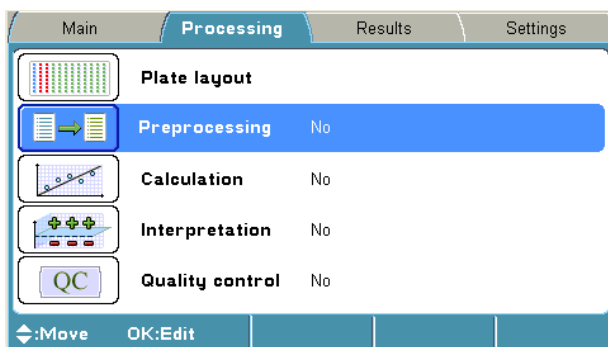 Main Processing Results Settings
Plate layout
Preprocessing No
Calculation No
Interpretation No
QC Quality control No
:Move OK:Edit